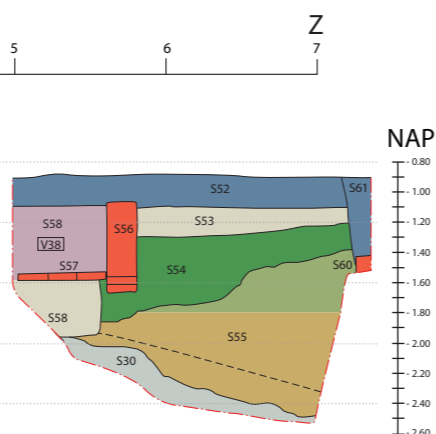 Z
5 6 7
NAP
- 0.80
- 1.00
- 1.20
- 1.40
- 1.60
- 1.80
- 2.00
- 2.20
- 2.40
- 2.60
S52
S61
S58
S56
S53
V38
S57
S54
S60
S58
S55
S30